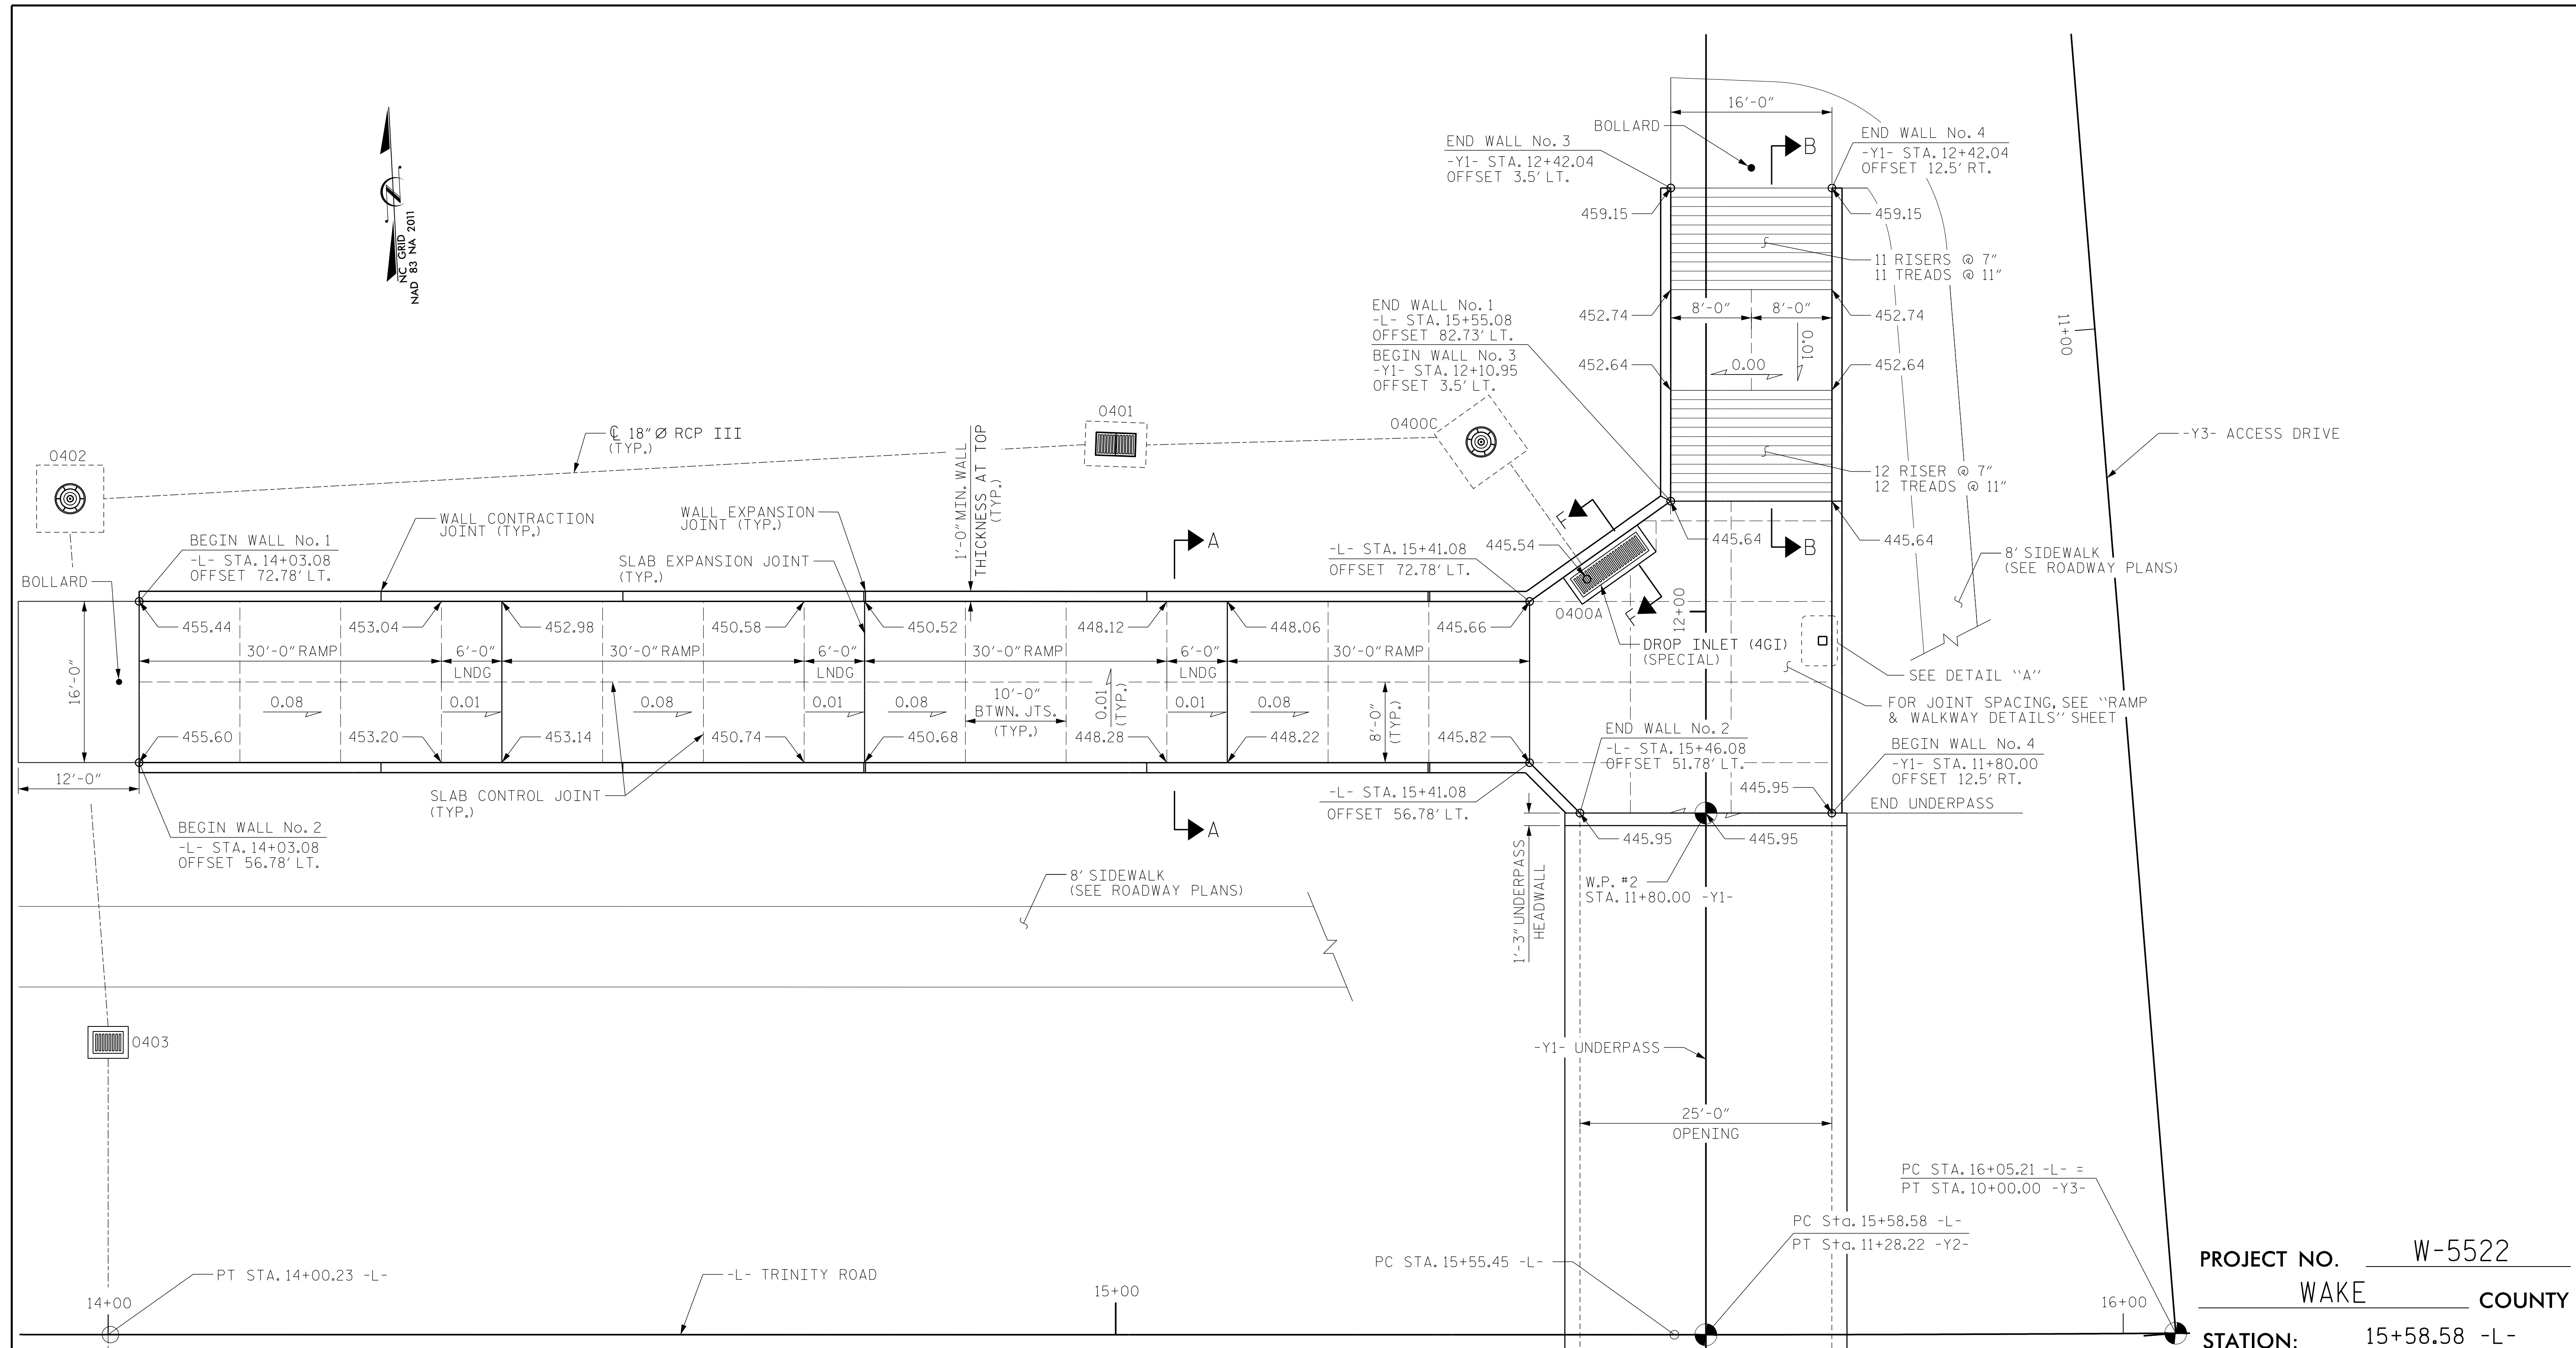 16'-0"
BOLLARD
B
END WALL No. 3
-Y1- STA. 12+42.04
OFFSET 3.5' LT.
END WALL No. 4
-Y1- STA. 12+42.04
OFFSET 12.5' RT.
NC GRID
NAD 83 NA 2011
459.15
459.15
11 RISERS @ 7"
11 TREADS @ 11"
452.74
8'-0"
8'-0"
452.74
0.01
0.00
452.64
452.64
11+00
END WALL No. 1
-L- STA. 15+55.08
OFFSET 82.73' LT.
BEGIN WALL No. 3
-Y1- STA. 12+10.95
OFFSET 3.5' LT.
-Y3- ACCESS DRIVE
0401
0400C
℄ 18" Ø RCP III
(TYP.)
0402
12 RISER @ 7"
12 TREADS @ 11"
1'-0" MIN. WALL
THICKNESS AT TOP
(TYP.)
WALL CONTRACTION
JOINT (TYP.)
WALL EXPANSION
JOINT (TYP.)
SLAB EXPANSION JOINT
(TYP.)
A
F
F
B
445.54
445.64
445.64
8' SIDEWALK
(SEE ROADWAY PLANS)
BEGIN WALL No. 1
-L- STA. 14+03.08
OFFSET 72.78' LT.
BOLLARD
-L- STA. 15+41.08
OFFSET 72.78' LT.
0400A
12+00
DROP INLET (4GI)
(SPECIAL)
455.44
453.04
452.98
450.58
450.52
448.12
448.06
445.66
30'-0" RAMP
6'-0"
LNDG
30'-0" RAMP
6'-0"
LNDG
30'-0" RAMP
6'-0"
LNDG
30'-0" RAMP
16'-0"
0.08
0.01
0.08
0.01
0.08
10'-0"
BTWN. JTS.
(TYP.)
0.01
(TYP.)
0.01
0.08
8'-0"
(TYP.)
SEE DETAIL "A"
FOR JOINT SPACING, SEE "RAMP
& WALKWAY DETAILS" SHEET
455.60
453.20
453.14
450.74
450.68
448.28
448.22
445.82
END WALL No. 2
-L- STA. 15+46.08
OFFSET 51.78' LT.
BEGIN WALL No. 4
-Y1- STA. 11+80.00
OFFSET 12.5' RT.
12'-0"
SLAB CONTROL JOINT
(TYP.)
-L- STA. 15+41.08
OFFSET 56.78' LT.
445.95
END UNDERPASS
BEGIN WALL No. 2
-L- STA. 14+03.08
OFFSET 56.78' LT.
A
445.95
445.95
8' SIDEWALK
(SEE ROADWAY PLANS)
1'-3" UNDERPASS
HEADWALL
W.P. #2
STA. 11+80.00 -Y1-
0403
-Y1- UNDERPASS
25'-0"
OPENING
PC STA. 16+05.21 -L- =
PT STA. 10+00.00 -Y3-
PC Sta. 15+58.58 -L-
PT Sta. 11+28.22 -Y2-
PC STA. 15+55.45 -L-
PT STA. 14+00.23 -L-
-L- TRINITY ROAD
14+00
15+00
16+00
PROJECT NO. W-5522
WAKE COUNTY
STATION: 15+58.58 -L-